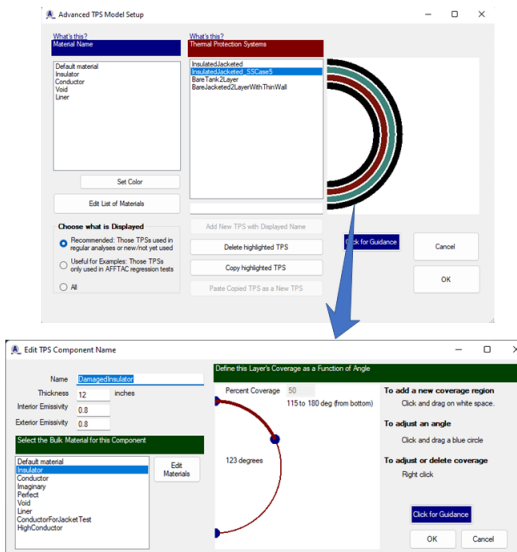 Advanced TPS Model Setup
What's this?
Material Name
Default material
Insulator
Conductor
Void
Liner
What's this?
Thermal Protection Systems
InsulatedJacketed
InsulatedJacketed_SSCase5
BareTank2Layer
BareJacketed2LayerWithThinWall
Set Color
Edit List of Materials
Choose what is Displayed
Recommended: Those TPSs used in
regular analyses or new/not yet used
Useful for Examples: Those TPSs
only used in AFFTAC regression tests
All
Add New TPS with Displayed Name
Delete highlighted TPS
Copy highlighted TPS
Paste Copied TPS as a New TPS
Click for Guidance
Cancel
OK
Edit TPS Component Name
Name DamagedInsulator
Thickness 12 inches
Interior Emissivity 0.8
Exterior Emissivity 0.8
Select the Bulk Material for this Component
Default material
Insulator
Conductor
Imaginary
Perfect
Void
Liner
ConductorForJacketTest
HighConductor
Edit
Materials
Define this Layer's Coverage as a Function of Angle
Percent Coverage 50
115 to 180 deg (from bottom)
123 degrees
To add a new coverage region
Click and drag on white space.
To adjust an angle
Click and drag a blue circle
To adjust or delete coverage
Right click
Click for Guidance
OK
Cancel